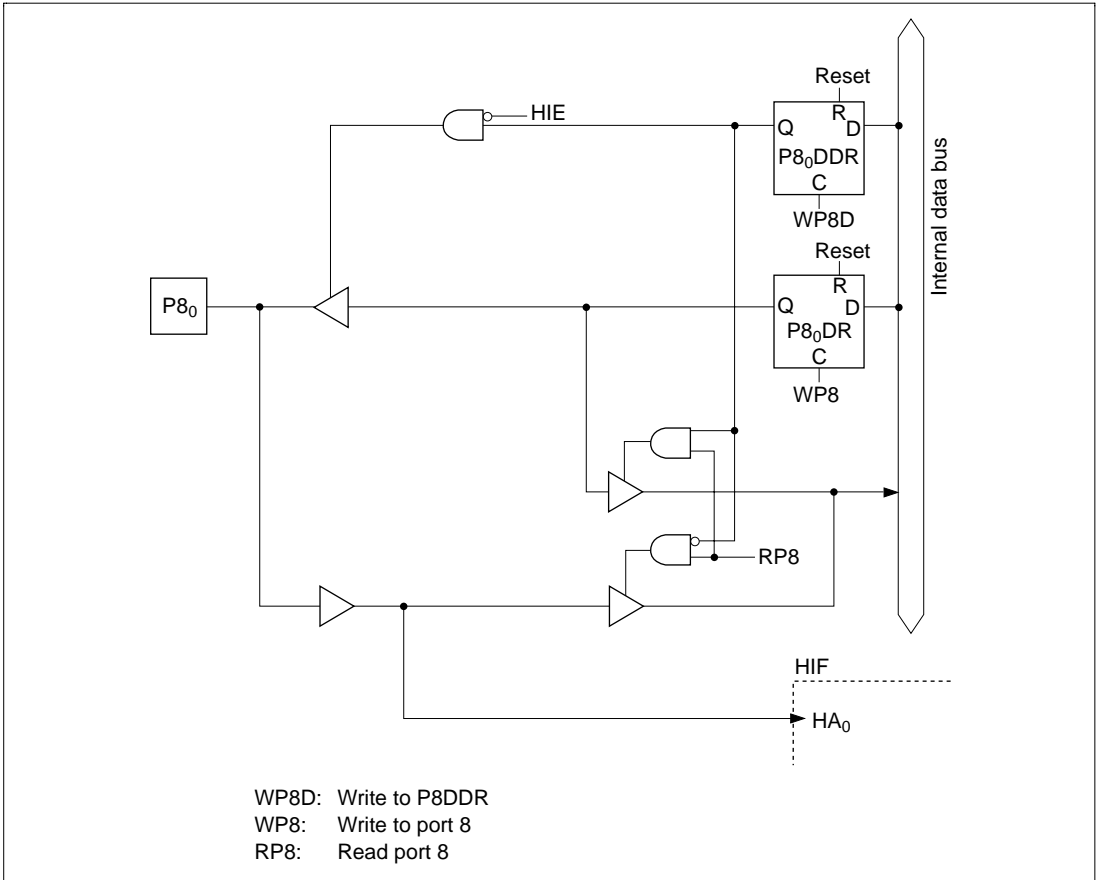 Reset
HIE
R
Q D
P8₀DDR
C
WP8D
Internal data bus
Reset
R
P8₀
Q D
P8₀DR
C
WP8
RP8
HIF
HA₀
WP8D: Write to P8DDR
WP8: Write to port 8
RP8: Read port 8